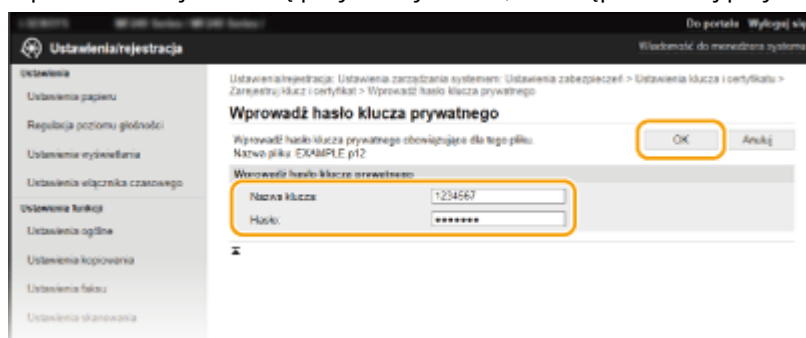 Do portalu Wyloguj się
Ustawienia/rejestracja
Wiadomość do menedżera systemu
Ustawienia
Ustawienia papieru
Regulacja poziomu głośności
Ustawienia wyświetlania
Ustawienia włącznika czasowego
Ustawienia funkcji
Ustawienia ogólne
Ustawienia kopiowania
Ustawienia faksu
Ustawienia skanowania
Ustawienia/rejestracja: Ustawienia zarządzania systemem: Ustawienia zabezpieczeń > Ustawienia klucza i certyfikatu >
Zarejestruj klucz i certyfikat > Wprowadź hasło klucza prywatnego
Wprowadź hasło klucza prywatnego
Wprowadź hasło klucza prywatnego obowiązujące dla tego pliku.
Nazwa pliku: EXAMPLE.p12
OK Anuluj
Wprowadź hasło klucza prywatnego
Nazwa klucza: 1234567
Hasło: •••••••